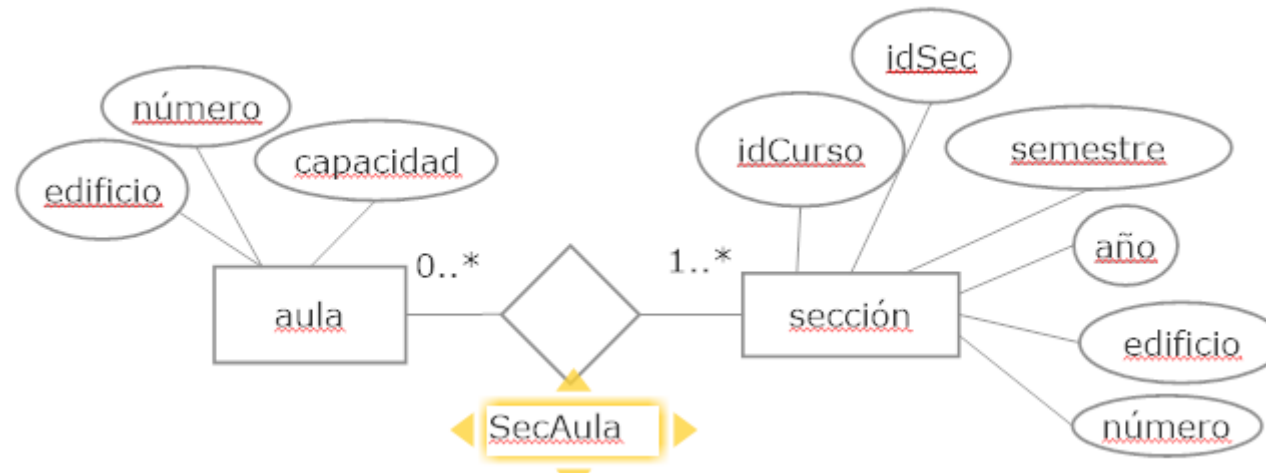 idSec
número
idCurso
semestre
capacidad
edificio
año
0..*
1..*
aula
sección
edificio
SecAula
número